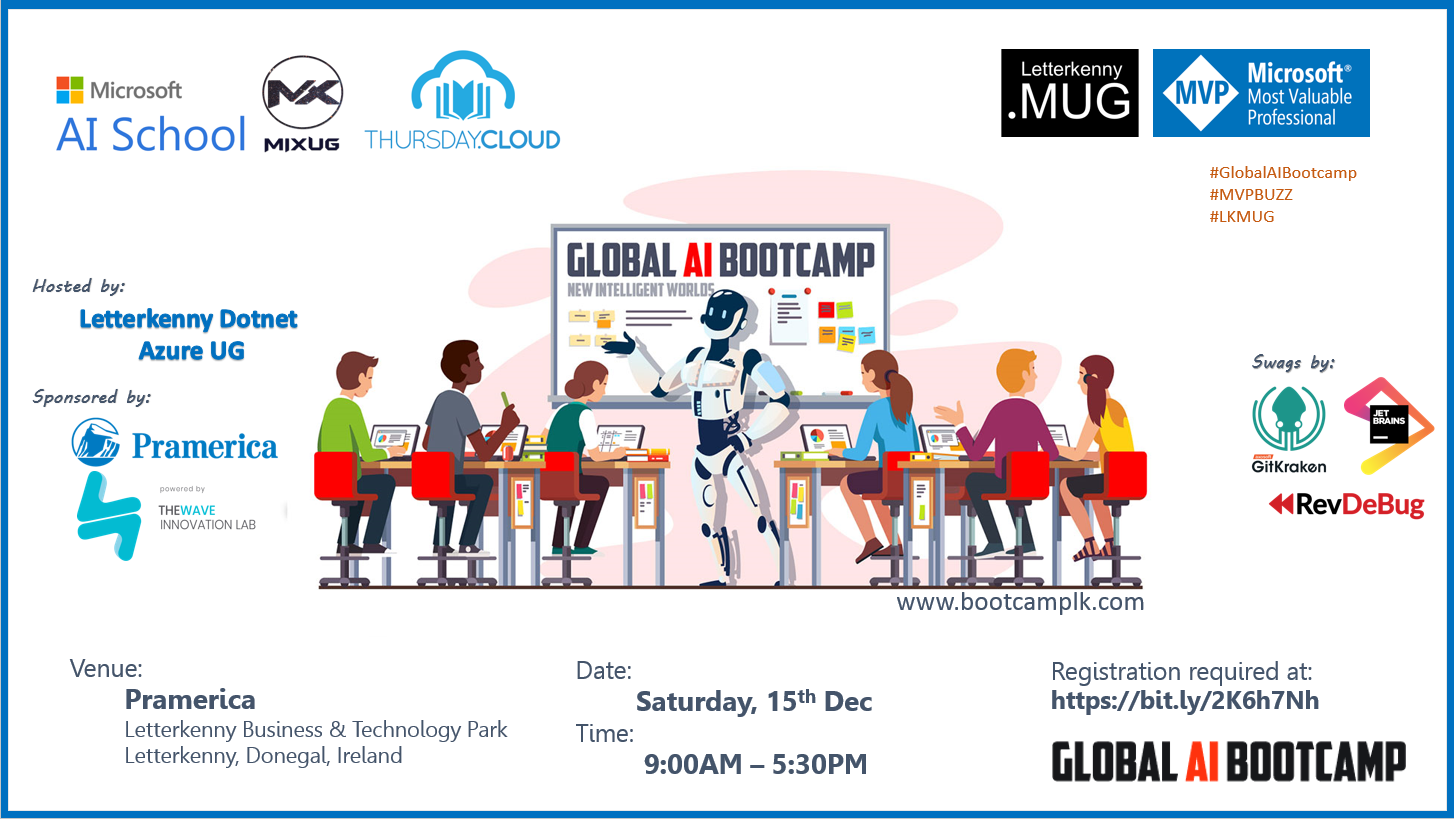 Microsoft
AI School
MIXUG
THURSDAY.CLOUD
Letterkenny
.MUG
MVP
Microsoft®
Most Valuable
Professional
#GlobalAIBootcamp
#MVPBUZZ
#LKMUG
GLOBAL AI BOOTCAMP
NEW INTELLIGENT WORLDS
Hosted by:
Letterkenny Dotnet
Azure UG
Sponsored by:
Pramerica
powered by
THEWAVE
INNOVATION LAB
Swags by:
JET
BRAINS
GitKraken
RevDeBug
www.bootcamplk.com
Venue:
Pramerica
Letterkenny Business & Technology Park
Letterkenny, Donegal, Ireland
Date:
Saturday, 15th Dec
Time:
9:00AM – 5:30PM
Registration required at:
https://bit.ly/2K6h7Nh
GLOBAL AI BOOTCAMP